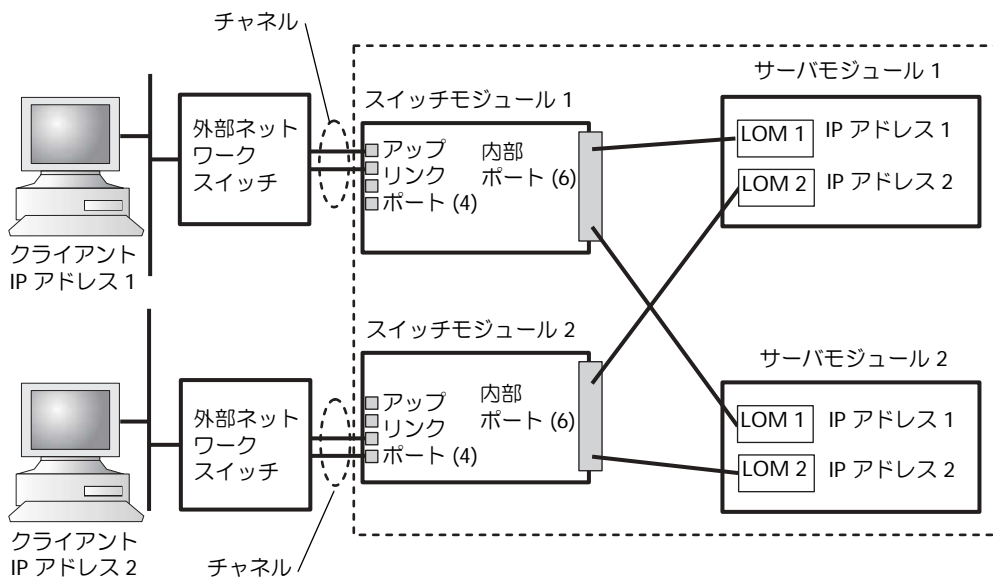 チャネル
サーバモジュール 1
スイッチモジュール 1
外部ネット
ワーク
スイッチ
アップ
リンク
ポート (4)
内部
ポート (6)
LOM 1
IP アドレス 1
LOM 2
IP アドレス 2
クライアント
IP アドレス 1
スイッチモジュール 2
サーバモジュール 2
外部ネット
ワーク
スイッチ
アップ
リンク
ポート (4)
内部
ポート (6)
LOM 1
IP アドレス 1
LOM 2
IP アドレス 2
クライアント
IP アドレス 2
チャネル